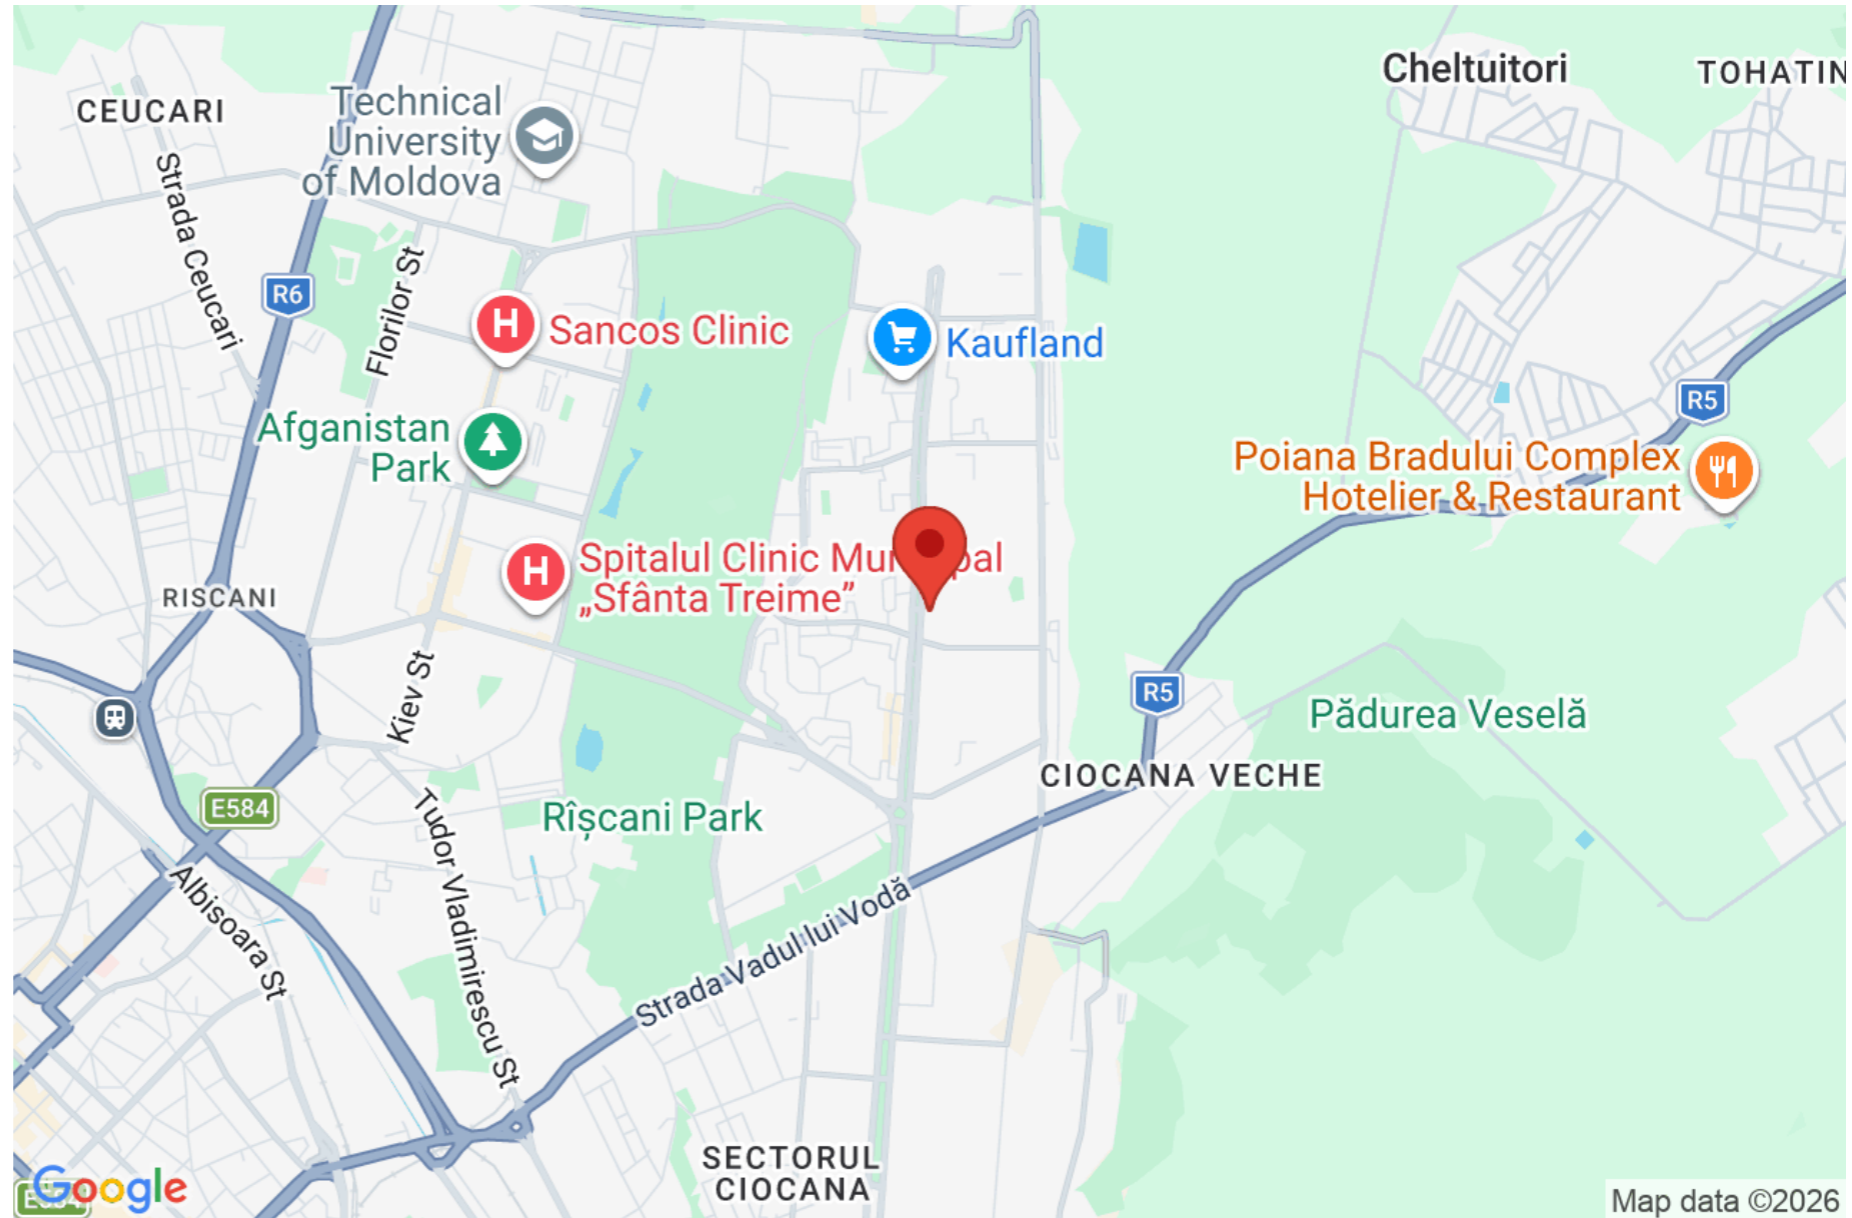 Cheltuitori
TOHATIN
CEUCARI
Technical
University
of Moldova
Strada Ceucari
Florilor St
R6
Sancos Clinic
Kaufland
R5
Afganistan
Park
Poiana Bradului Complex
Hotelier & Restaurant
Spitalul Clinic Mun
pal
„Sfânta Treime”
RISCANI
Kiev St
R5
Pădurea Veselă
CIOCANA VECHE
E584
Rîșcani Park
Tudor Vladimirescu St
Albisoara St
Strada Vadul lui Vodă
SECTORUL
CIOCANA
Google
Map data ©2026